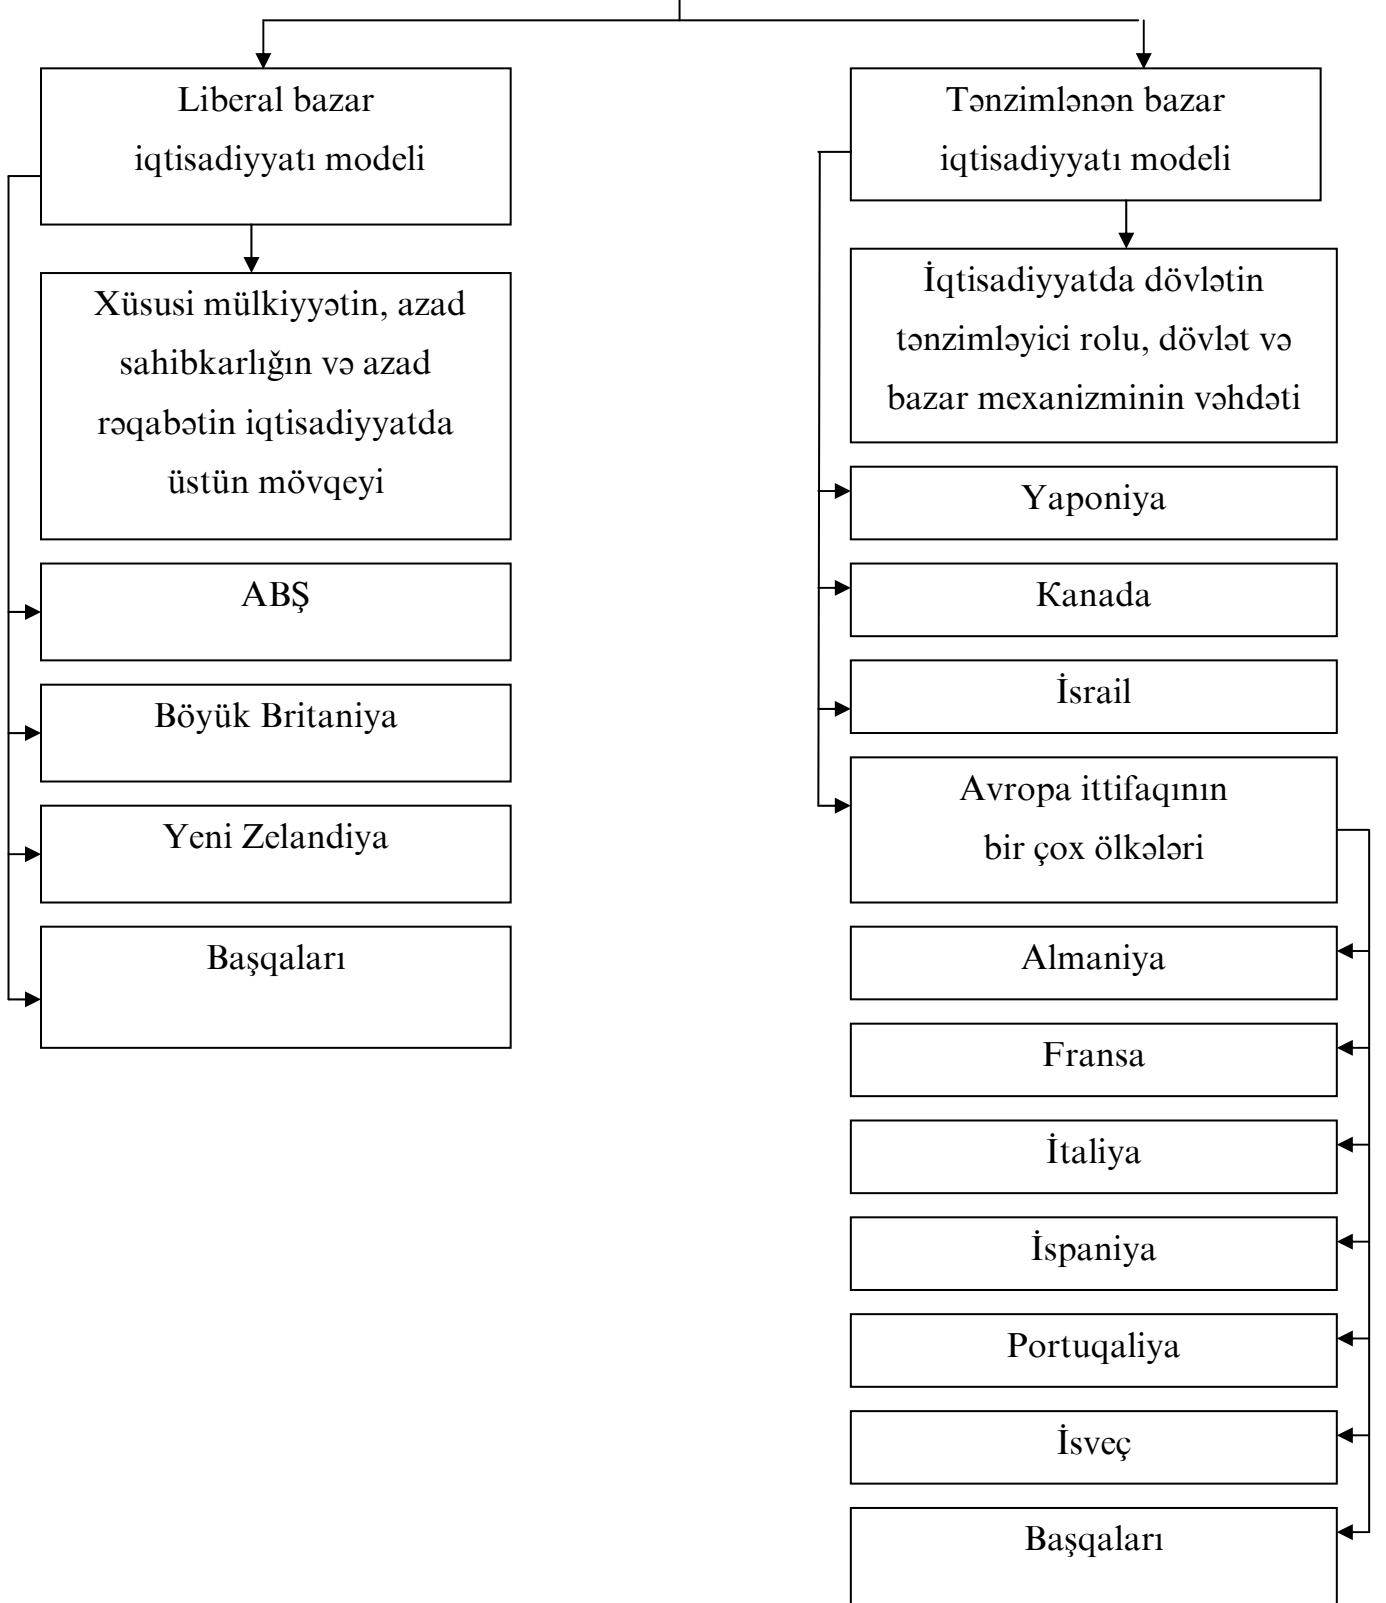 Liberal bazar
iqtisadiyyatı modeli
Xüsusi mülkiyyətin, azad
sahibkarlığın və azad
rəqabətin iqtisadiyyatda
üstün mövqeyi
ABŞ
Böyük Britaniya
Yeni Zelandiya
Başqaları
Tənzimlənən bazar
iqtisadiyyatı modeli
İqtisadiyyatda dövlətin
tənzimləyici rolu, dövlət və
bazar mexanizminin vəhdəti
Yaponiya
Kanada
İsrail
Avropa ittifaqının
bir çox ölkələri
Almaniya
Fransa
İtaliya
İspaniya
Portuqaliya
İsveç
Başqaları